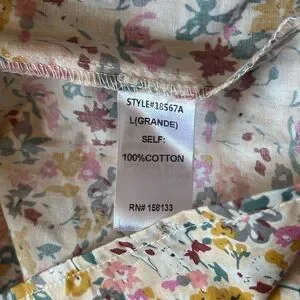 STYLE#18567A
L(GRANDE)
SELF:
100%COTTON
RN# 158133